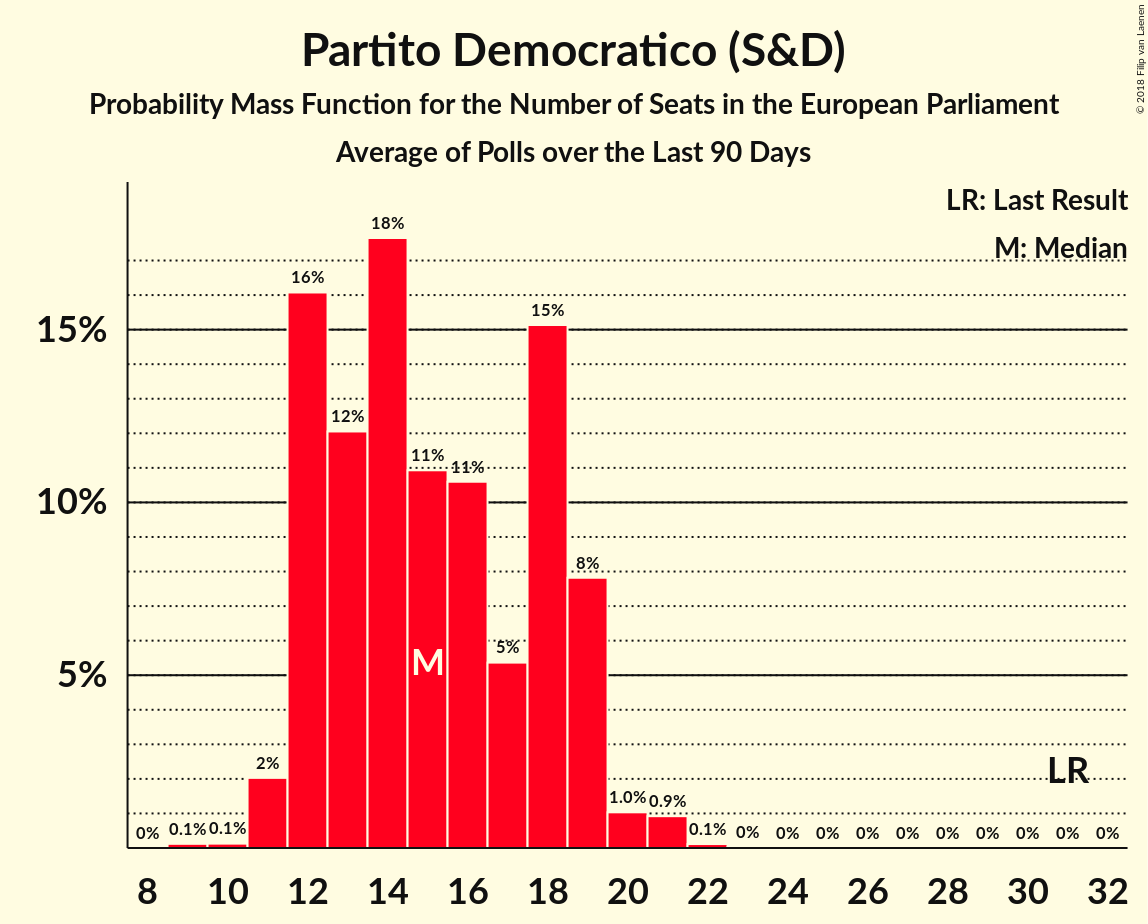 Partito Democratico (S&D)
Probability Mass Function for the Number of Seats in the European Parliament
Average of Polls over the Last 90 Days
© 2018 Filip van Laenen
LR: Last Result
M: Median
15%
10%
5%
0% 0.1% 0.1% 2% 16% 12% 18% 11% 11% 5% 15% 8% 1.0% 0.9% 0.1% 0% 0% 0% 0% 0% 0% 0% 0% 0% 0%
M
LR
8 10 12 14 16 18 20 22 24 26 28 30 32